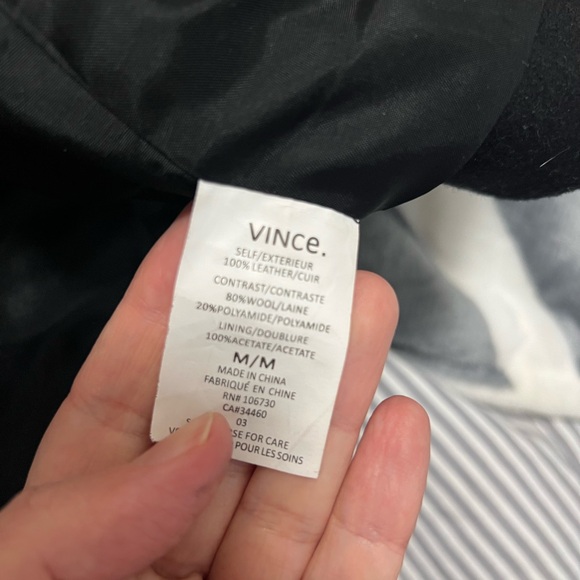 VINCe.
SELF/EXTERIEUR
100% LEATHER/CUIR
CONTRAST/CONTRASTE
80%WOOL/LAINE
20%POLYAMIDE/POLYAMIDE
LINING/DOUBLURE
100%ACETATE/ACETATE
M/M
MADE IN CHINA
FABRIQUÉ EN CHINE
RN# 106730
CA#34460
03
FOR CARE
POUR LES SOINS